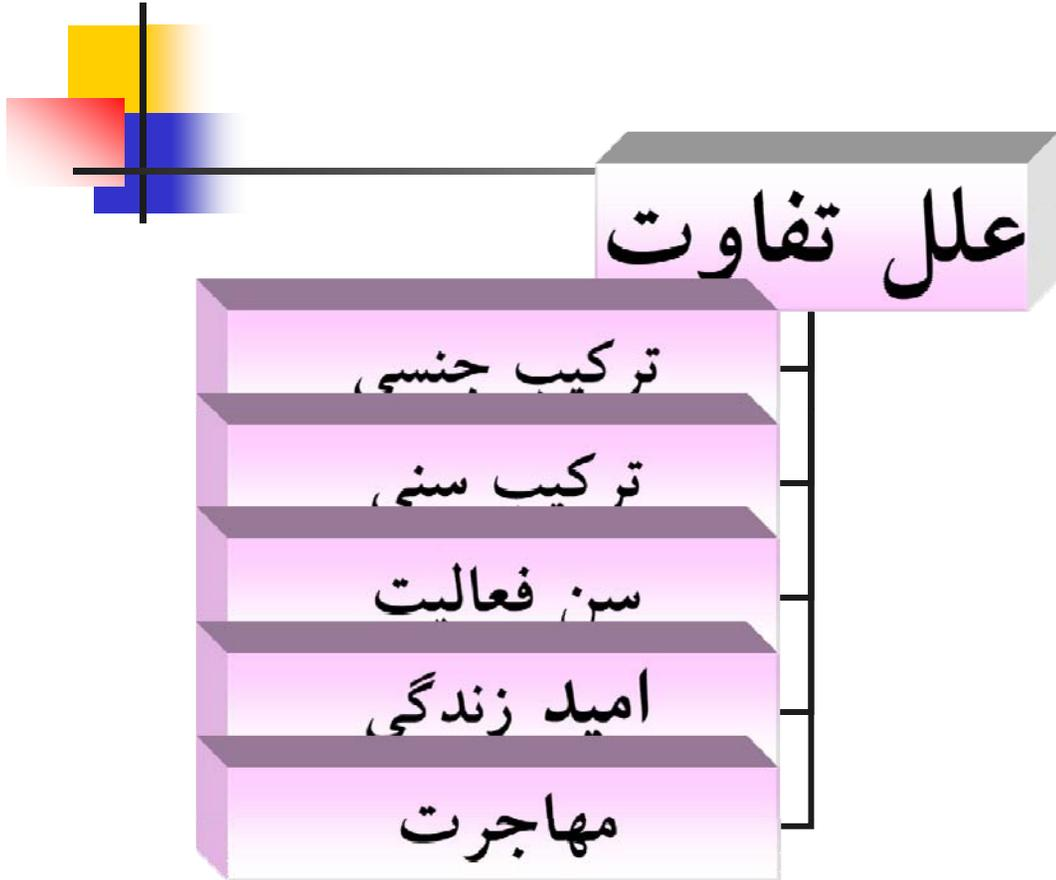 علل تفاوت
ترکیب جنسی
ترکیب سنی
سن فعالیت
امید زندگی
مهاجرت